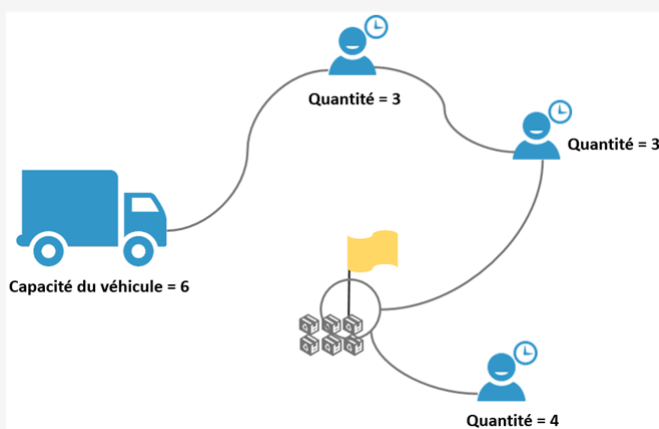 Quantité = 3
Quantité = 3
Capacité du véhicule = 6
Quantité = 4